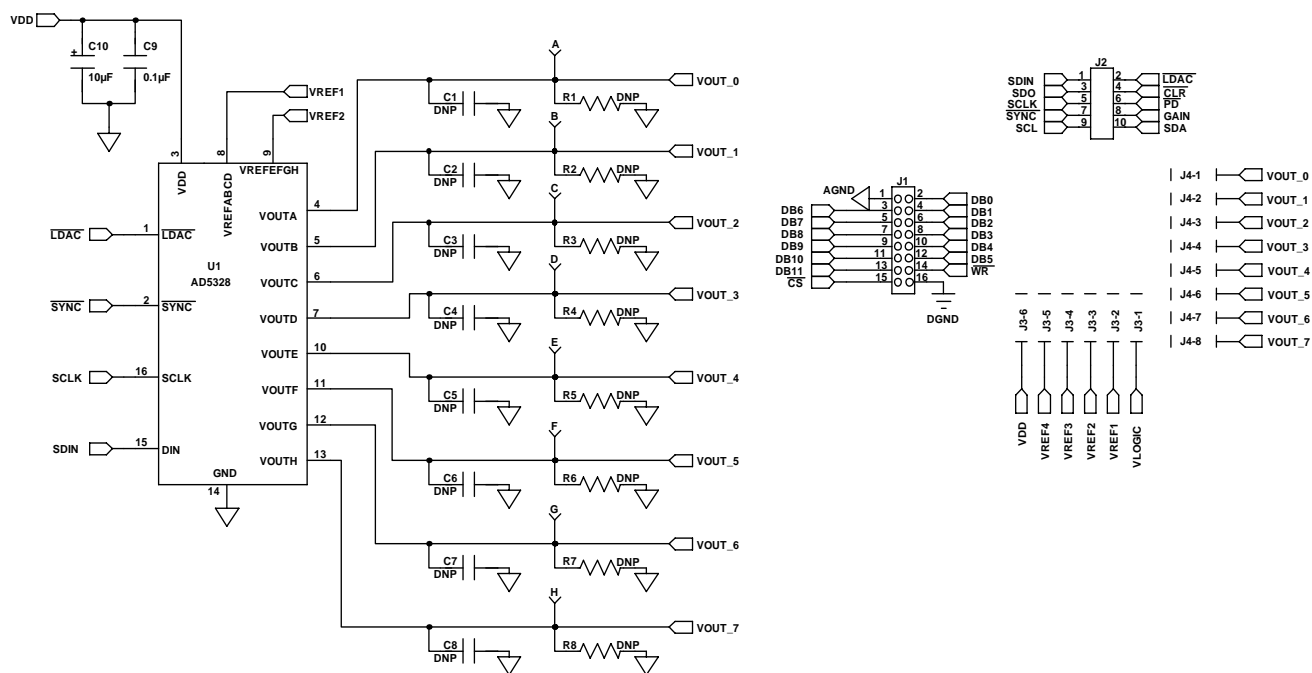 VDD
C10
10µF
C9
0.1µF
VREF1
VREF2
3
8
9
VDD
VREFABCD
VREFEFGH
LDAC
1
LDAC
SYNC
2
SYNC
SCLK
16
SCLK
SDIN
15
DIN
U1
AD5328
GND
14
VOUTA
4
VOUTB
5
VOUTC
6
VOUTD
7
VOUTE
10
VOUTF
11
VOUTG
12
VOUTH
13
A
C1
DNP
R1
DNP
VOUT_0
B
C2
DNP
R2
DNP
VOUT_1
C
C3
DNP
R3
DNP
VOUT_2
D
C4
DNP
R4
DNP
VOUT_3
E
C5
DNP
R5
DNP
VOUT_4
F
C6
DNP
R6
DNP
VOUT_5
G
C7
DNP
R7
DNP
VOUT_6
H
C8
DNP
R8
DNP
VOUT_7
J2
SDIN 1 2 LDAC
SDO 3 4 CLR
SCLK 5 6 PD
SYNC 7 8 GAIN
SCL 9 10 SDA
J1
AGND 1 2 DB0
DB6 3 4 DB1
DB7 5 6 DB2
DB8 7 8 DB3
DB9 9 10 DB4
DB10 11 12 DB5
DB11 13 14 WR
CS 15 16
DGND
J4-1 VOUT_0
J4-2 VOUT_1
J4-3 VOUT_2
J4-4 VOUT_3
J4-5 VOUT_4
J4-6 VOUT_5
J4-7 VOUT_6
J4-8 VOUT_7
J3-6 VDD
J3-5 VREF4
J3-4 VREF3
J3-3 VREF2
J3-2 VREF1
J3-1 VLOGIC